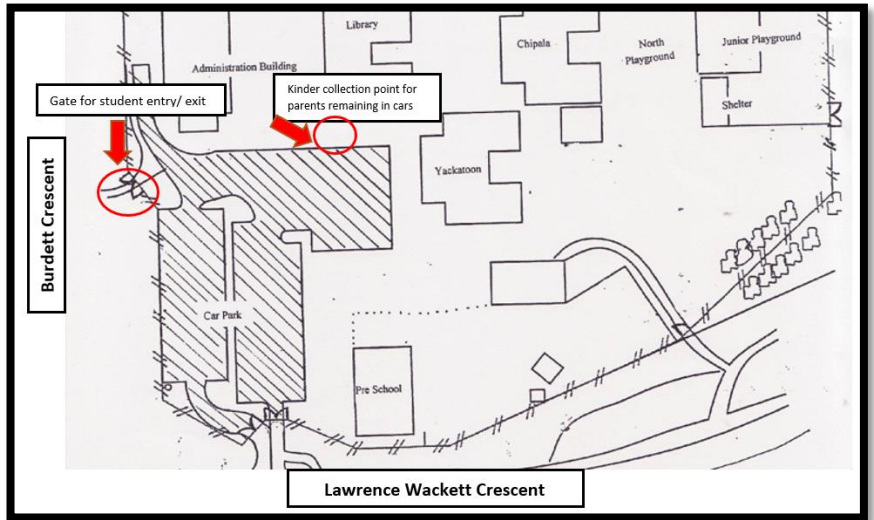 Library
Administration Building
Chipala
North
Playground
Junior Playground
Gate for student entry/ exit
Kinder collection point for
parents remaining in cars
Shelter
Yackatoon
Burdett Crescent
Car Park
Pre School
Lawrence Wackett Crescent